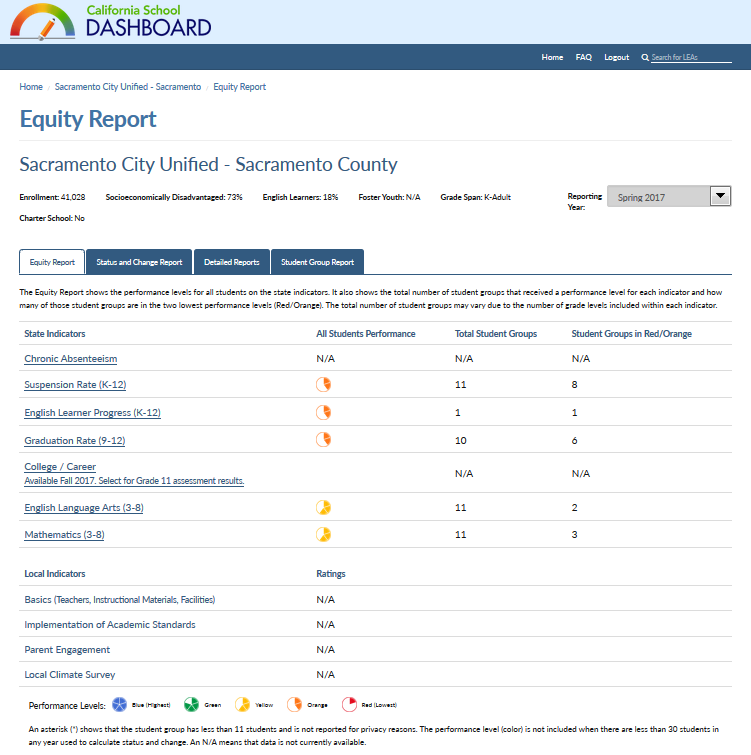 California School
DASHBOARD
Home FAQ Logout Search for LEAs
Home / Sacramento City Unified - Sacramento / Equity Report
Equity Report
Sacramento City Unified - Sacramento County
Enrollment: 41,028 Socioeconomically Disadvantaged: 73% English Learners: 18% Foster Youth: N/A Grade Span: K-Adult
Reporting Year: Spring 2017
Charter School: No
Equity Report Status and Change Report Detailed Reports Student Group Report
The Equity Report shows the performance levels for all students on the state indicators. It also shows the total number of student groups that received a performance level for each indicator and how
many of those student groups are in the two lowest performance levels (Red/Orange). The total number of student groups may vary due to the number of grade levels included within each indicator.
State Indicators All Students Performance Total Student Groups Student Groups in Red/Orange
Chronic Absenteeism N/A N/A N/A
Suspension Rate (K-12) 11 8
English Learner Progress (K-12) 1 1
Graduation Rate (9-12) 10 6
College / Career
Available Fall 2017. Select for Grade 11 assessment results. N/A N/A
English Language Arts (3-8) 11 2
Mathematics (3-8) 11 3
Local Indicators Ratings
Basics (Teachers, Instructional Materials, Facilities) N/A
Implementation of Academic Standards N/A
Parent Engagement N/A
Local Climate Survey N/A
Performance Levels: Blue (Highest) Green Yellow Orange Red (Lowest)
An asterisk (*) shows that the student group has less than 11 students and is not reported for privacy reasons. The performance level (color) is not included when there are less than 30 students in
any year used to calculate status and change. An N/A means that data is not currently available.